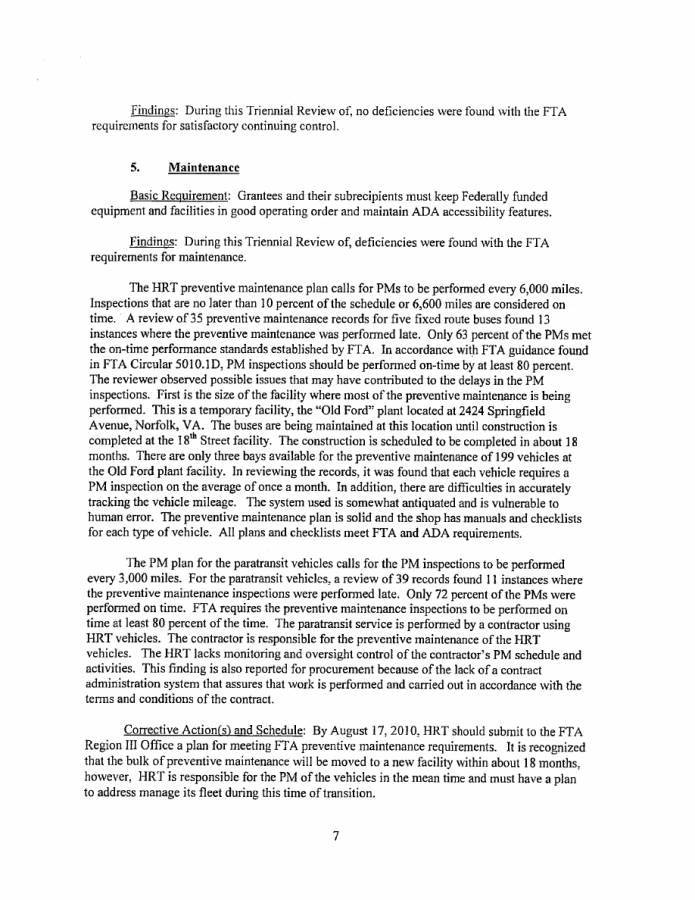 Findings: During this Triennial Review of, no deficiencies were found with the FTA
requirements for satisfactory continuing control.
5. Maintenance
Basic Requirement: Grantees and their subrecipients must keep Federally funded
equipment and facilities in good operating order and maintain ADA accessibility features.
Findings: During this Triennial Review of, deficiencies were found with the FTA
requirements for maintenance.
The HRT preventive maintenance plan calls for PMs to be performed every 6,000 miles.
Inspections that are no later than 10 percent of the schedule or 6,600 miles are considered on
time. A review of 35 preventive maintenance records for five fixed route buses found 13
instances where the preventive maintenance was performed late. Only 63 percent of the PMs met
the on-time performance standards established by FTA. In accordance with FTA guidance found
in FTA Circular 5010.1D, PM inspections should be performed on-time by at least 80 percent.
The reviewer observed possible issues that may have contributed to the delays in the PM
inspections. First is the size of the facility where most of the preventive maintenance is being
performed. This is a temporary facility, the “Old Ford” plant located at 2424 Springfield
Avenue, Norfolk, VA. The buses are being maintained at this location until construction is
completed at the 18th Street facility. The construction is scheduled to be completed in about 18
months. There are only three bays available for the preventive maintenance of 199 vehicles at
the Old Ford plant facility. In reviewing the records, it was found that each vehicle requires a
PM inspection on the average of once a month. In addition, there are difficulties in accurately
tracking the vehicle mileage. The system used is somewhat antiquated and is vulnerable to
human error. The preventive maintenance plan is solid and the shop has manuals and checklists
for each type of vehicle. All plans and checklists meet FTA and ADA requirements.
The PM plan for the paratransit vehicles calls for the PM inspections to be performed
every 3,000 miles. For the paratransit vehicles, a review of 39 records found 11 instances where
the preventive maintenance inspections were performed late. Only 72 percent of the PMs were
performed on time. FTA requires the preventive maintenance inspections to be performed on
time at least 80 percent of the time. The paratransit service is performed by a contractor using
HRT vehicles. The contractor is responsible for the preventive maintenance of the HRT
vehicles. The HRT lacks monitoring and oversight control of the contractor's PM schedule and
activities. This finding is also reported for procurement because of the lack of a contract
administration system that assures that work is performed and carried out in accordance with the
terms and conditions of the contract.
Corrective Action(s) and Schedule: By August 17, 2010, HRT should submit to the FTA
Region III Office a plan for meeting FTA preventive maintenance requirements. It is recognized
that the bulk of preventive maintenance will be moved to a new facility within about 18 months,
however, HRT is responsible for the PM of the vehicles in the mean time and must have a plan
to address manage its fleet during this time of transition.
7